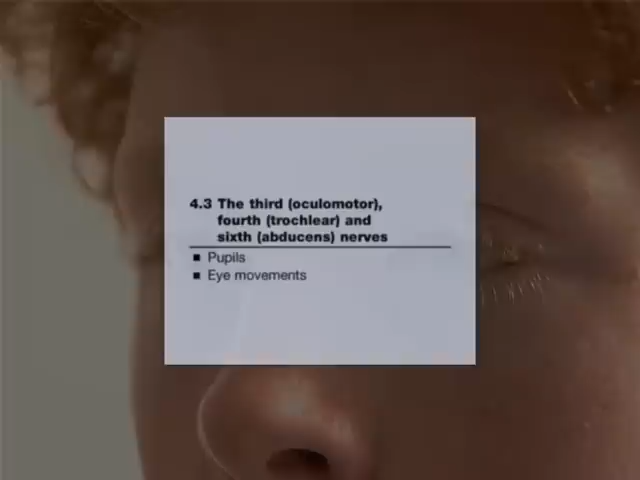 4.3 The third (oculomotor),
fourth (trochlear) and
sixth (abducens) nerves
■ Pupils
■ Eye movements